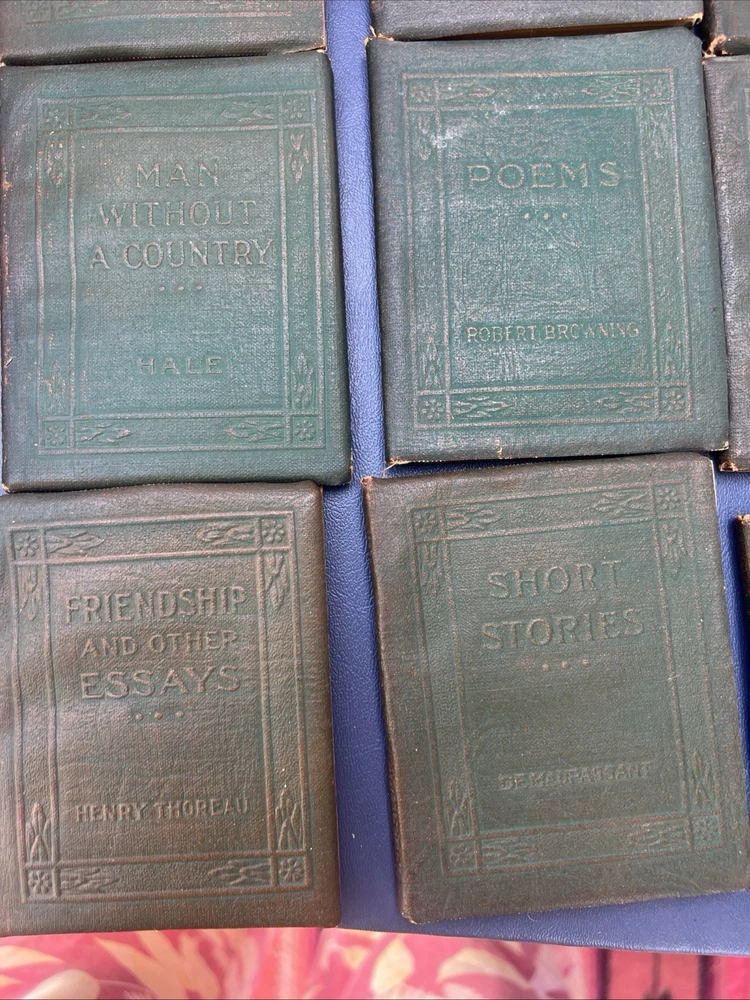 MAN
WITHOUT
A COUNTRY
HALE
POEMS
ROBERT BROWNING
FRIENDSHIP
AND OTHER
ESSAYS
HENRY THOREAU
SHORT
STORIES
DE MAUPASSANT